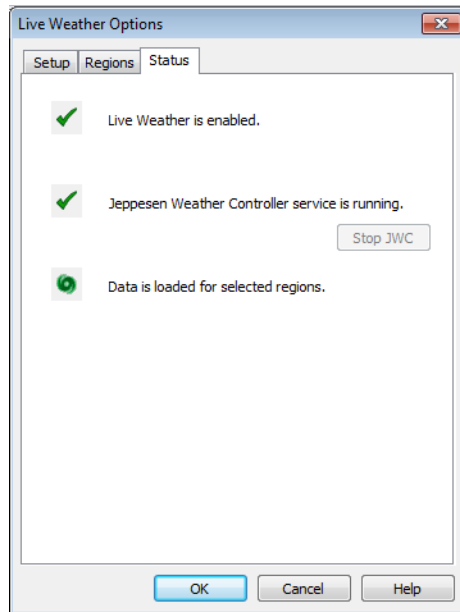 Live Weather Options
Setup Regions Status
Live Weather is enabled.
Jeppesen Weather Controller service is running.
Stop JWC
Data is loaded for selected regions.
OK Cancel Help